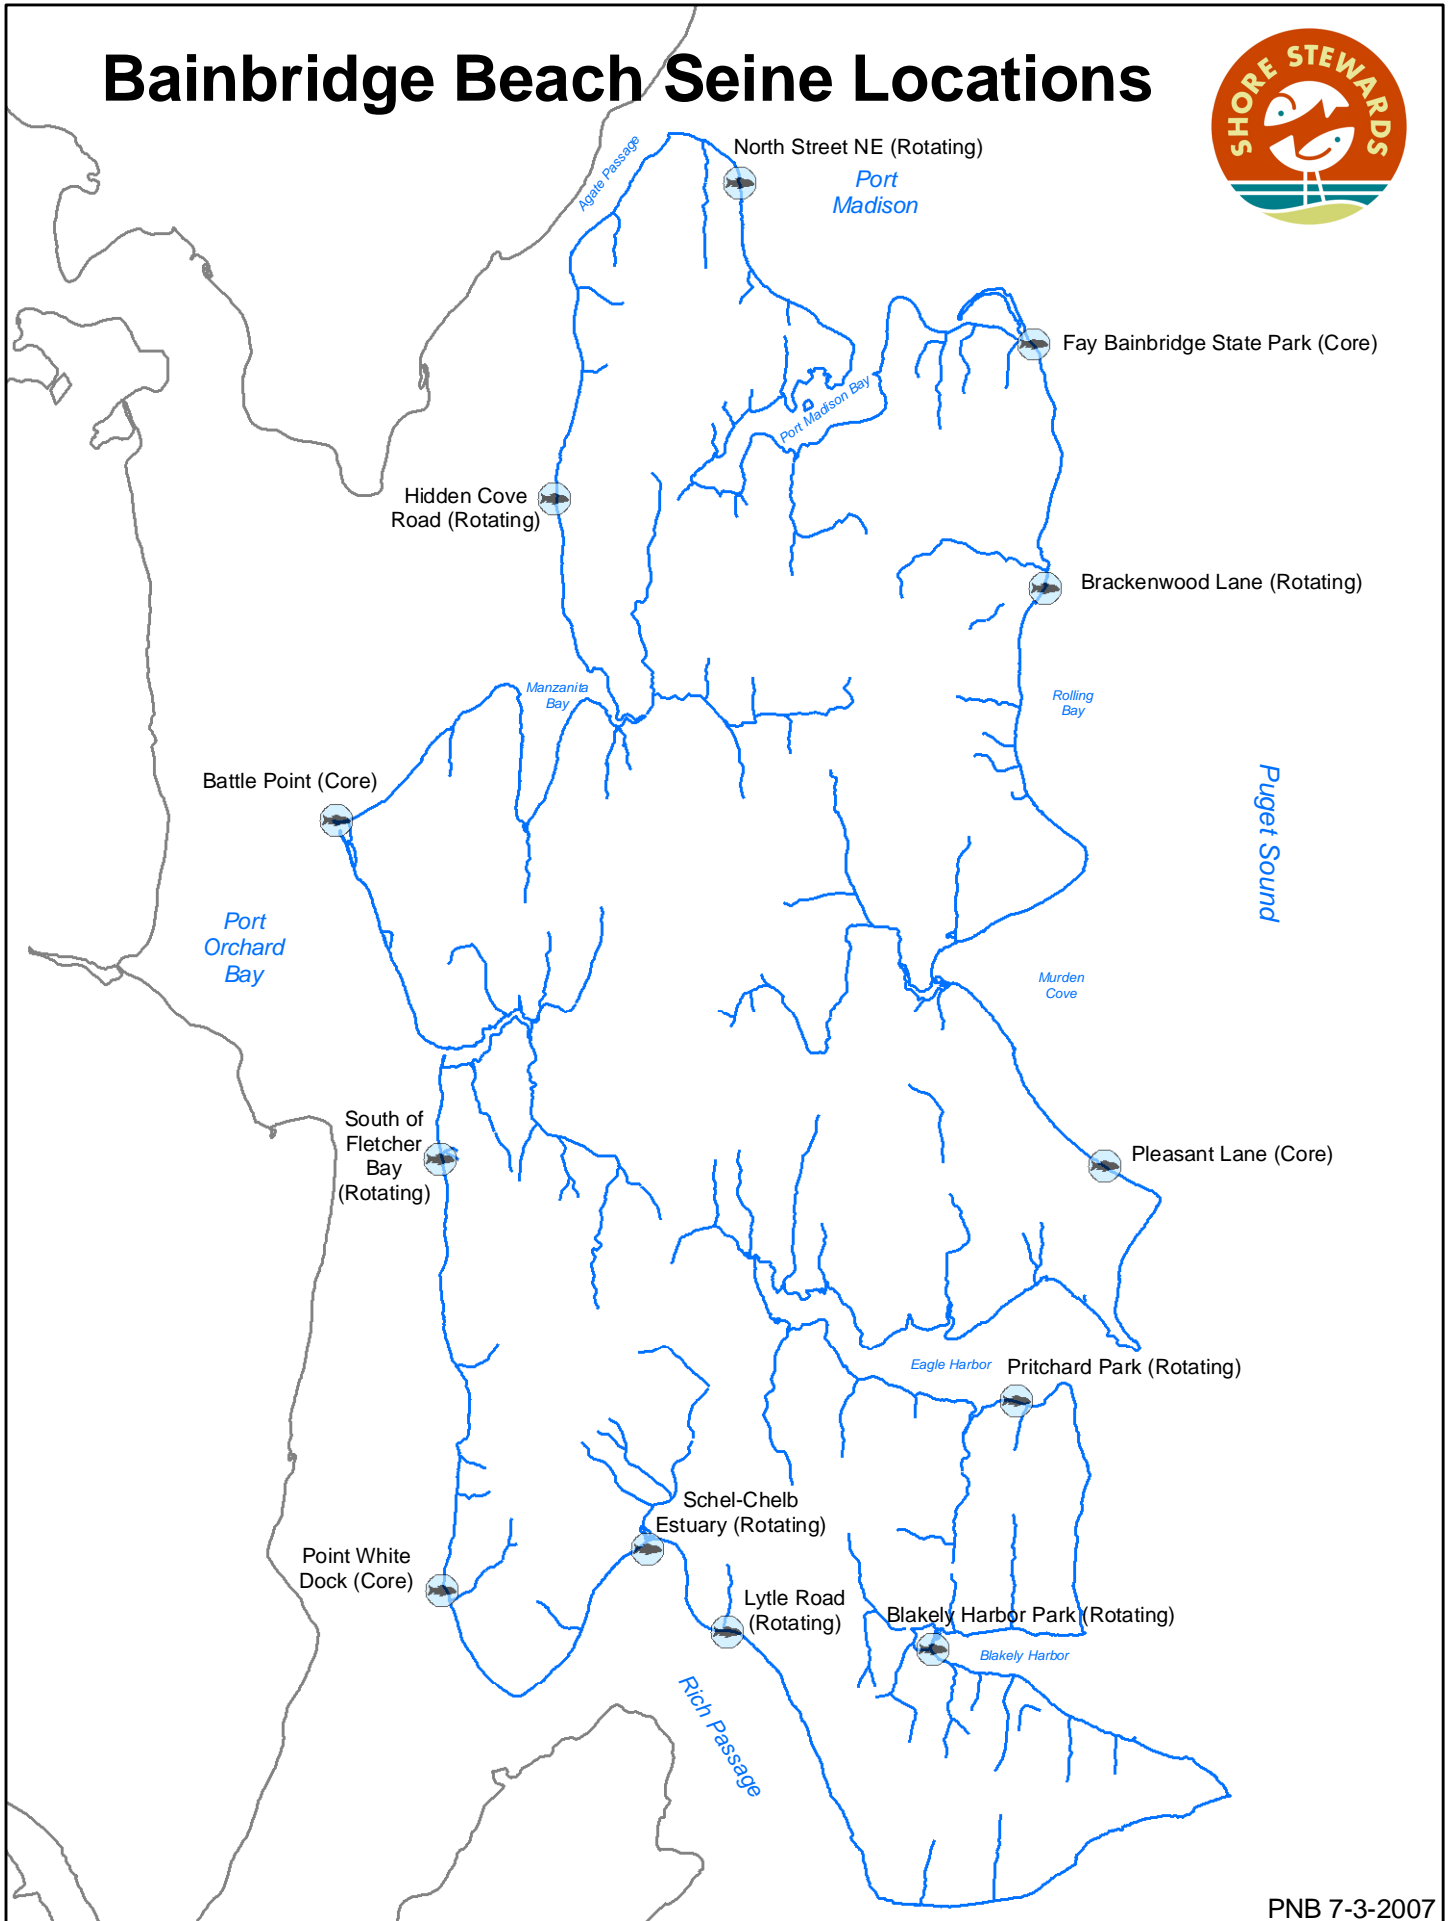 Bainbridge Beach Seine Locations
SHORE STEWARDS
North Street NE (Rotating)
Agate Passage
Port
Madison
Fay Bainbridge State Park (Core)
Port Madison Bay
Hidden Cove
Road (Rotating)
Brackenwood Lane (Rotating)
Manzanita
Bay
Rolling
Bay
Battle Point (Core)
Puget Sound
Port
Orchard
Bay
Murden
Cove
South of
Fletcher
Bay
(Rotating)
Pleasant Lane (Core)
Eagle Harbor
Pritchard Park (Rotating)
Schel-Chelb
Estuary (Rotating)
Point White
Dock (Core)
Lytle Road
(Rotating)
Blakely Harbor Park (Rotating)
Blakely Harbor
Rich Passage
PNB 7-3-2007